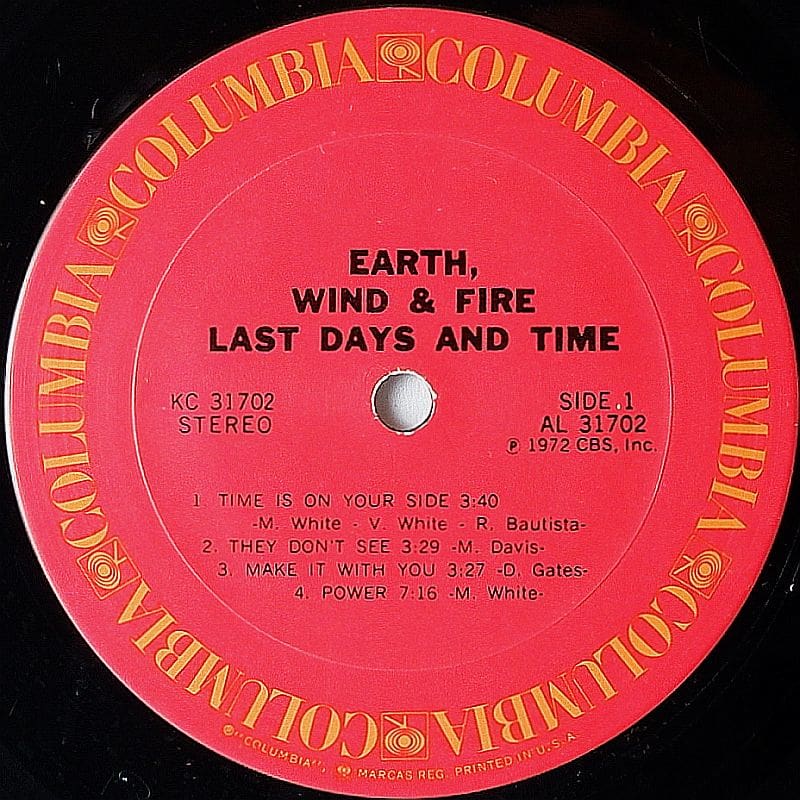 COLUMBIA COLUMBIA COLUMBIA COLUMBIA COLUMBIA COLUMBIA COLUMBIA COLUMBIA
EARTH,
WIND & FIRE
LAST DAYS AND TIME
KC 31702
STEREO
SIDE 1
AL 31702
℗ 1972 CBS, Inc.
1 TIME IS ON YOUR SIDE 3:40
-M. White - V. White - R. Bautista-
2. THEY DON'T SEE 3:29 -M. Davis-
3. MAKE IT WITH YOU 3:27 -D. Gates-
4. POWER 7:16 -M. White-
®"COLUMBIA", MARCAS REG. PRINTED IN U.S.A.